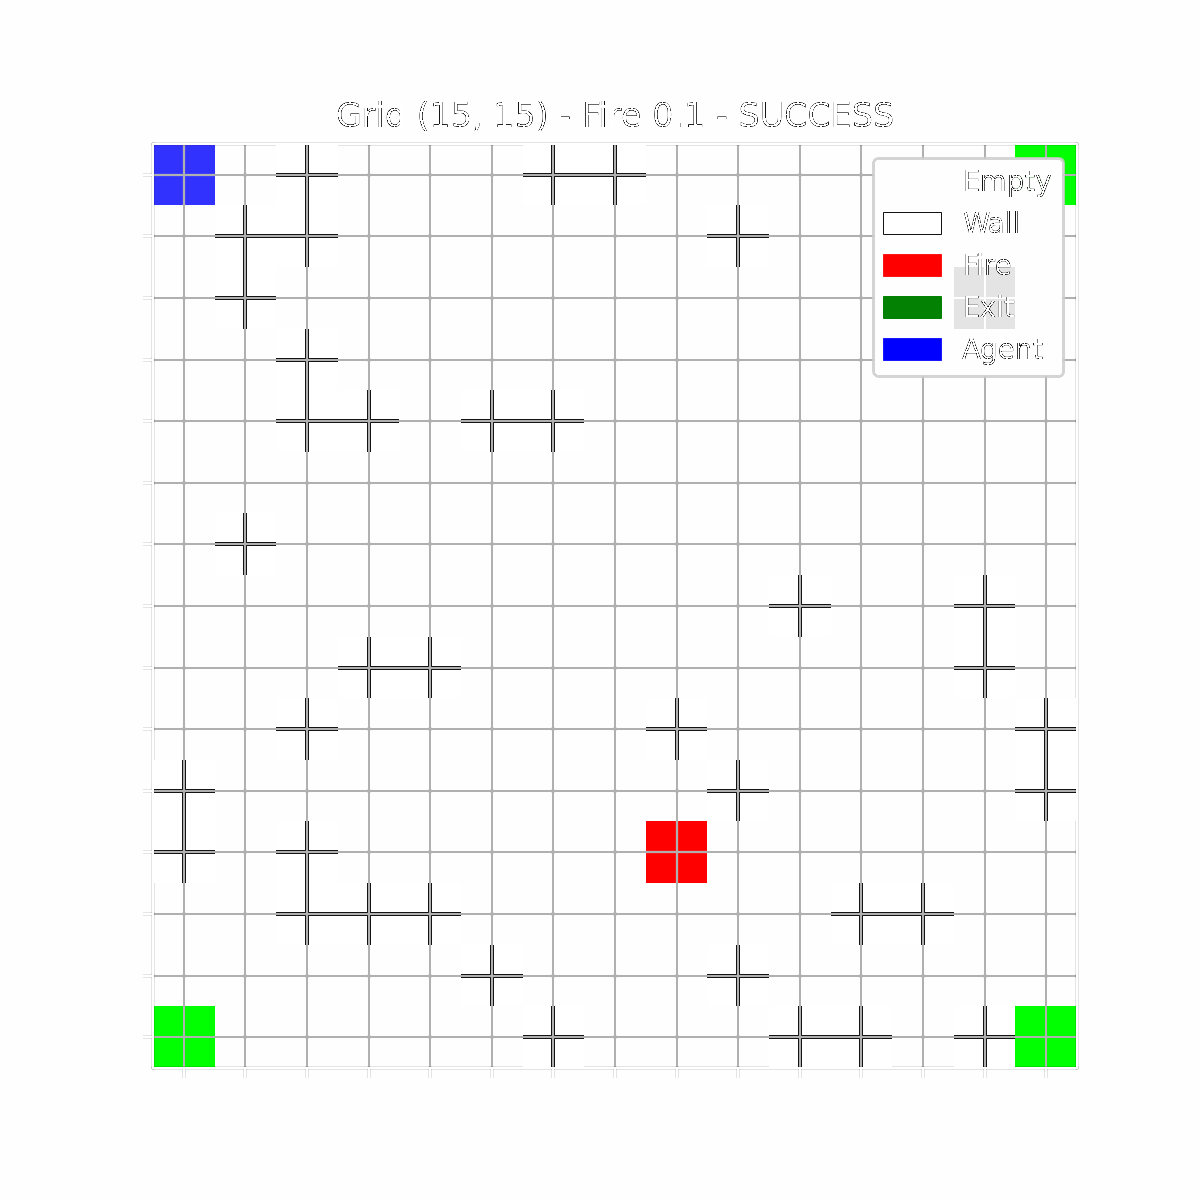 Grid (15, 15) - Fire 0.1 - SUCCESS
Empty
Wall
Fire
Exit
Agent